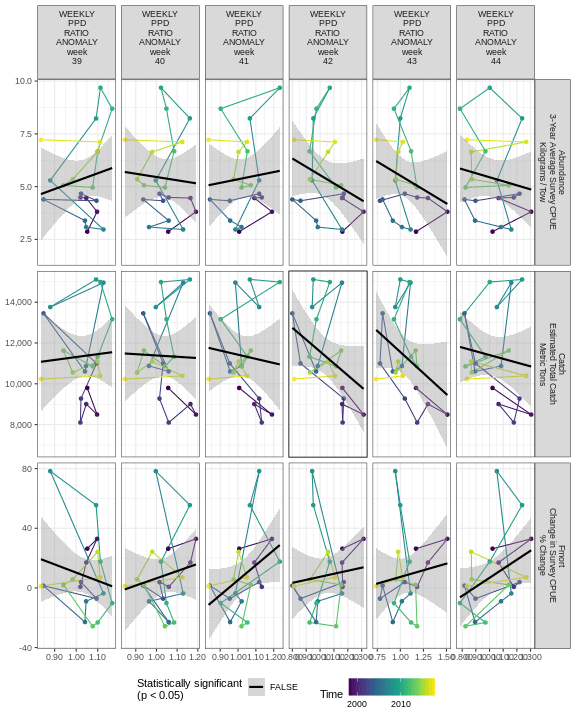 WEEKLY
PPD
RATIO
ANOMALY
week
39
WEEKLY
PPD
RATIO
ANOMALY
week
40
WEEKLY
PPD
RATIO
ANOMALY
week
41
WEEKLY
PPD
RATIO
ANOMALY
week
42
WEEKLY
PPD
RATIO
ANOMALY
week
43
WEEKLY
PPD
RATIO
ANOMALY
week
44
10.0
7.5
5.0
2.5
Abundance
3-Year Average Survey CPUE
Kilograms / Tow
14,000
12,000
10,000
8,000
Catch
Estimated Total Catch
Metric Tons
80
40
0
-40
Fmort
Change in Survey CPUE
% Change
0.90 1.00 1.10
0.90 1.00 1.10 1.20
0.90 1.00 1.10 1.20
0.75 1.00 1.25 1.50
Statistically significant
(p < 0.05)
FALSE
Time
2000 2010